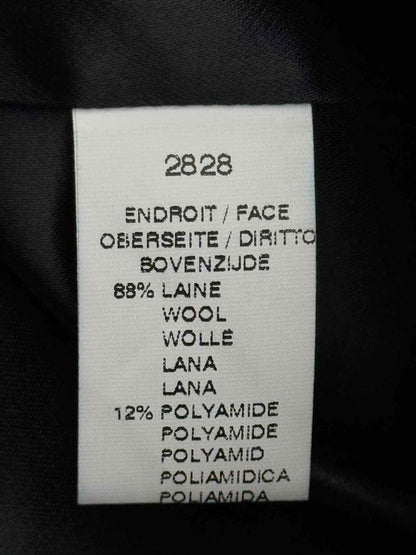 2828
ENDROIT / FACE
OBERSEITE / DIRITTO
BOVENZIJDE
88% LAINE
WOOL
WOLLE
LANA
LANA
12% POLYAMIDE
POLYAMIDE
POLYAMID
POLIAMIDICA
POLIAMIDA